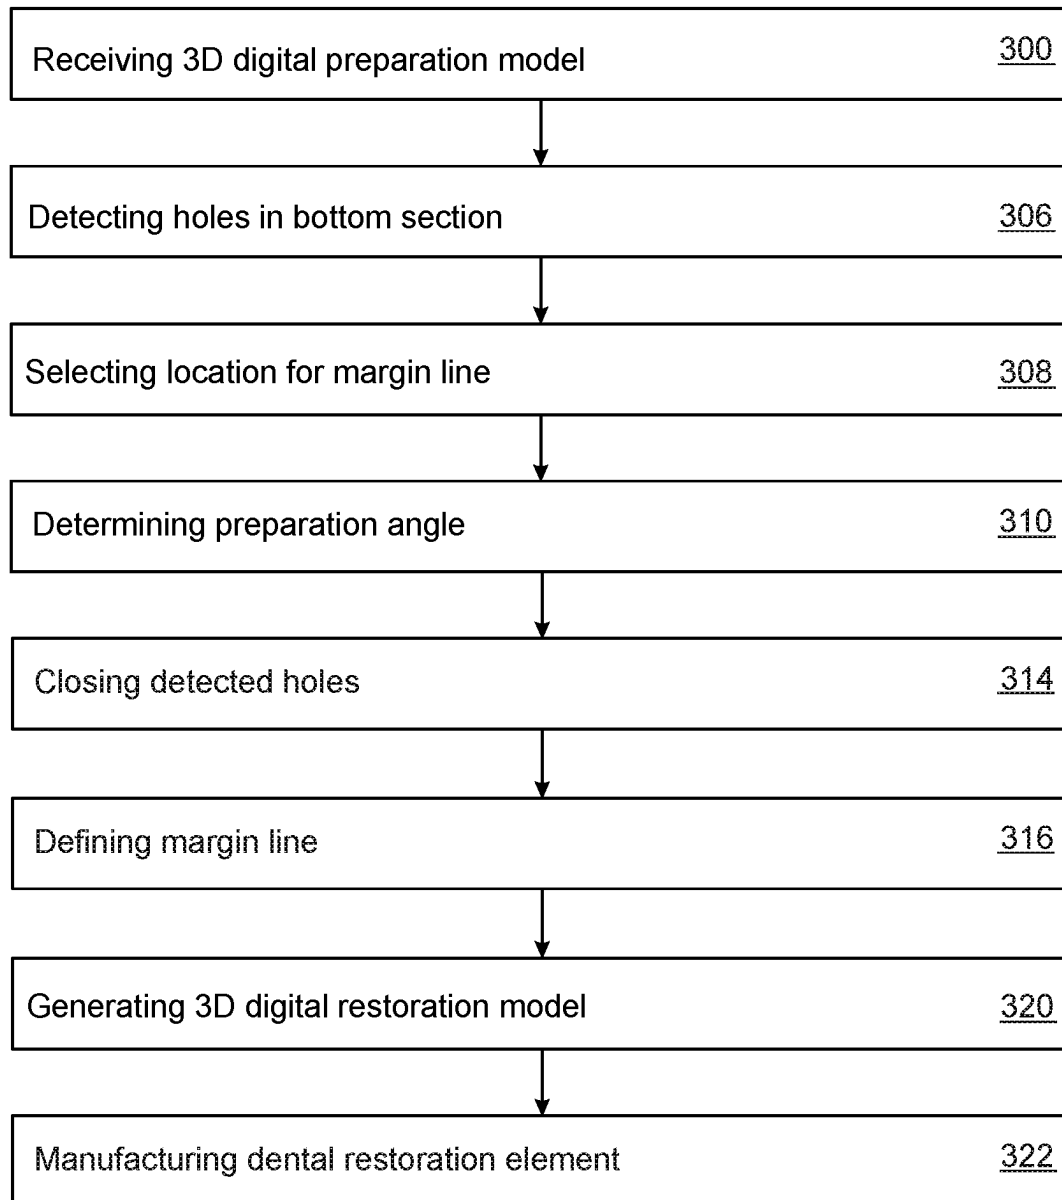 Receiving 3D digital preparation model 300
Detecting holes in bottom section 306
Selecting location for margin line 308
Determining preparation angle 310
Closing detected holes 314
Defining margin line 316
Generating 3D digital restoration model 320
Manufacturing dental restoration element 322